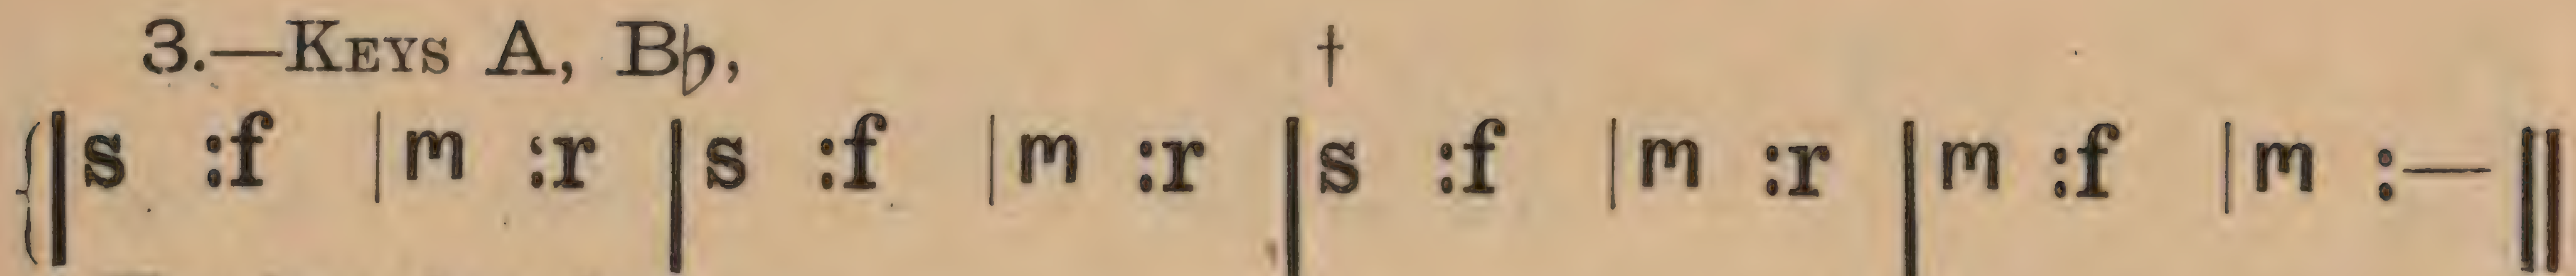 3.—KEYS A, B♭, †
{|s :f |m :r |s :f |m :r |s :f |m :r |m :f |m :— ||